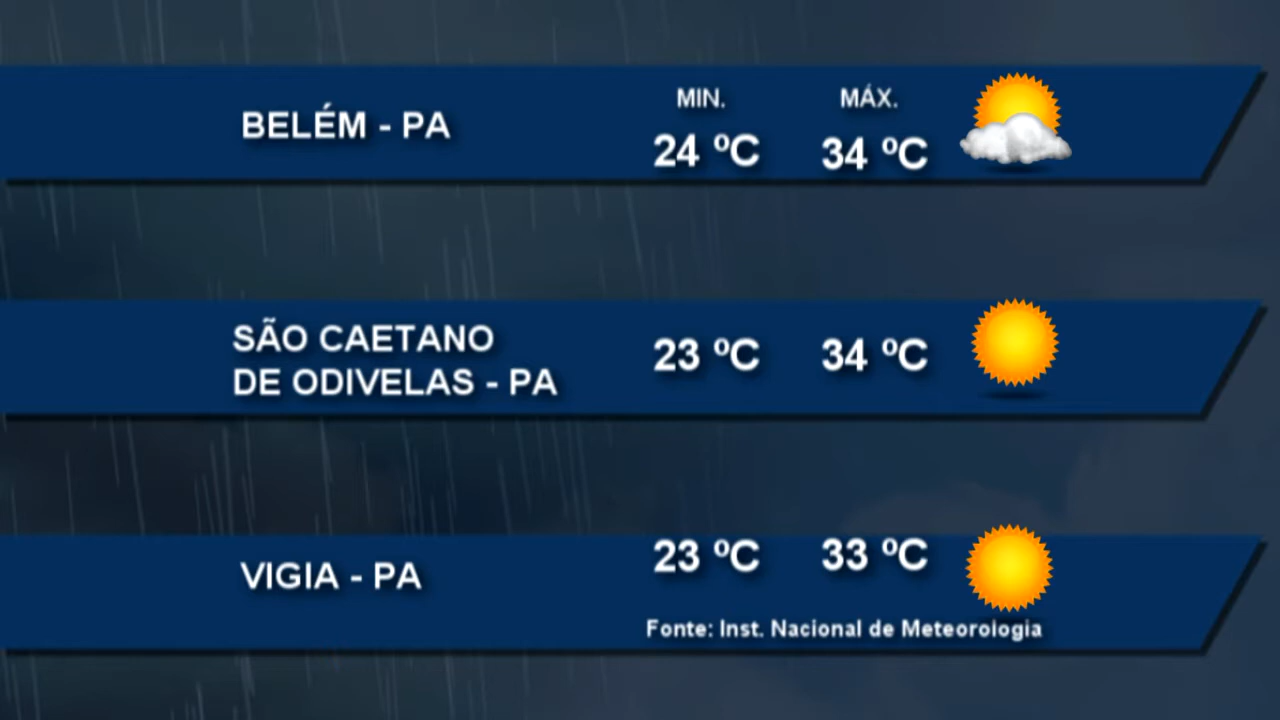 MIN. MÁX.
BELÉM - PA 24 ºC 34 ºC
SÃO CAETANO
DE ODIVELAS - PA 23 ºC 34 ºC
VIGIA - PA 23 ºC 33 ºC
Fonte: Inst. Nacional de Meteorologia